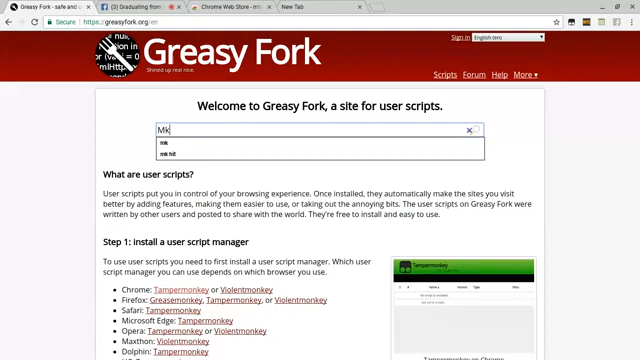 Greasy Fork - safe and u
(3) Graduating from
Chrome Web Store - mk
New Tab
Secure
https://greasyfork.org/en
Greasy Fork
Shined up real nice.
Sign in
English (en)
Scripts Forum Help More ▾
Welcome to Greasy Fork, a site for user scripts.
Mk
mk
mk hit
What are user scripts?
User scripts put you in control of your browsing experience. Once installed, they automatically make the sites you visit
better by adding features, making them easier to use, or taking out the annoying bits. The user scripts on Greasy Fork were
written by other users and posted to share with the world. They're free to install and easy to use.
Step 1: install a user script manager
To use user scripts you need to first install a user script manager. Which user
script manager you can use depends on which browser you use.
Chrome: Tampermonkey or Violentmonkey
Firefox: Greasemonkey, Tampermonkey, or Violentmonkey
Safari: Tampermonkey
Microsoft Edge: Tampermonkey
Opera: Tampermonkey or Violentmonkey
Maxthon: Violentmonkey
Dolphin: Tampermonkey
Tampermonkey
Tampermonkey on Chrome